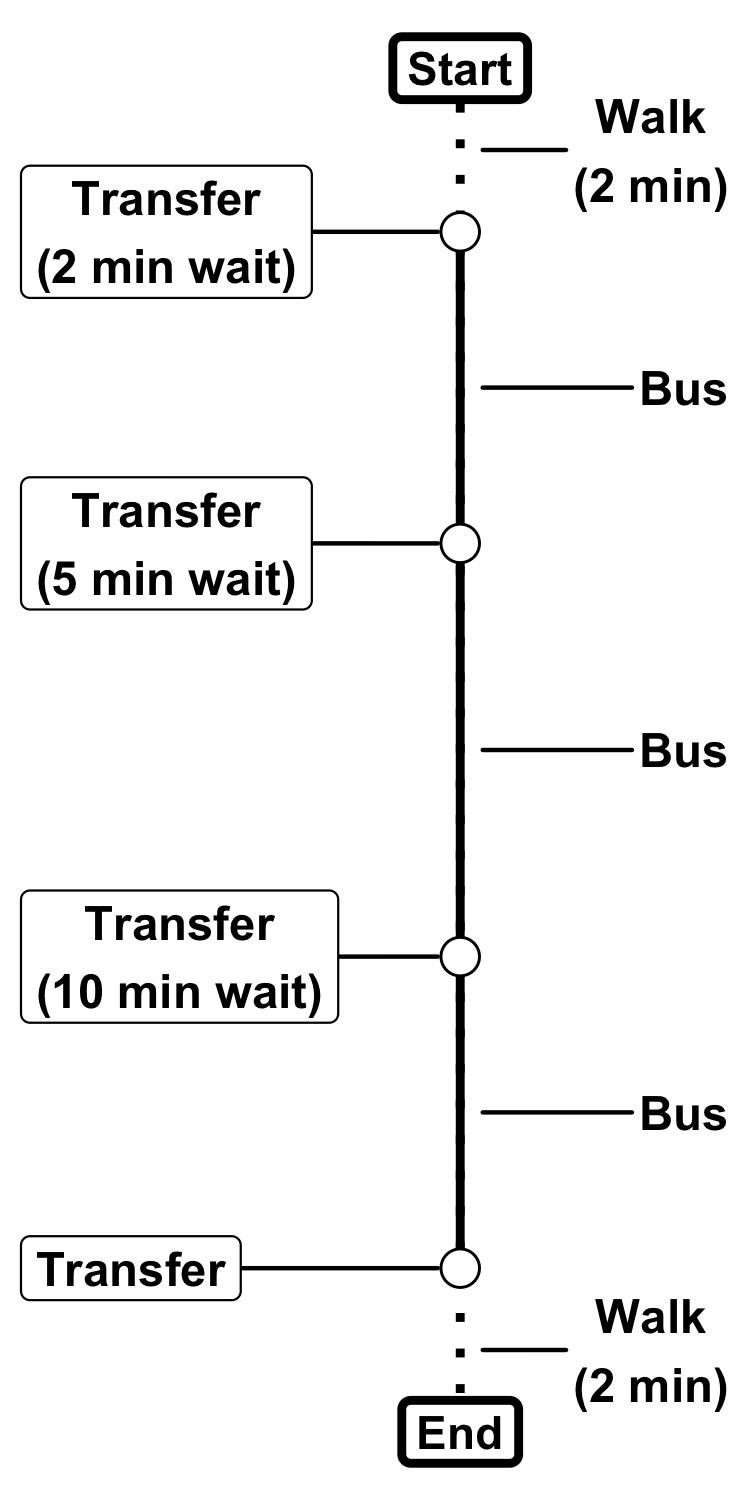 Start
Walk
(2 min)
Transfer
(2 min wait)
Bus
Transfer
(5 min wait)
Bus
Transfer
(10 min wait)
Bus
Transfer
Walk
(2 min)
End